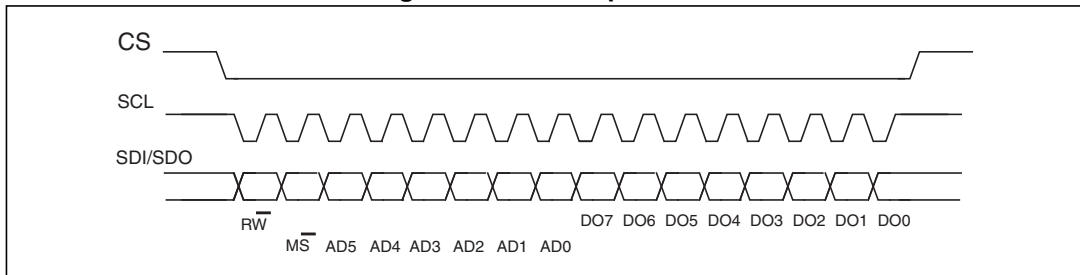 CS
SCL
SDI/SDO
RW
DO7 DO6 DO5 DO4 DO3 DO2 DO1 DO0
MS AD5 AD4 AD3 AD2 AD1 AD0